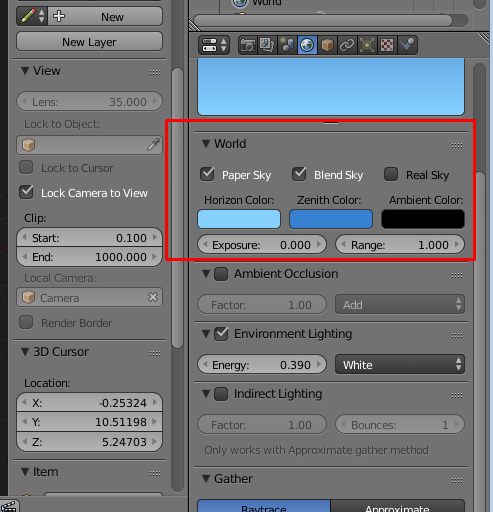 New
New Layer
View
Lens: 35.000
Lock to Object:
Lock to Cursor
Lock Camera to View
Clip:
Start: 0.100
End: 1000.000
Local Camera:
Camera
Render Border
3D Cursor
Location:
X: -0.25324
Y: 10.51198
Z: 5.24703
Item
World
World
Paper Sky Blend Sky Real Sky
Horizon Color: Zenith Color: Ambient Color:
Exposure: 0.000 Range: 1.000
Ambient Occlusion
Factor: 1.00 Add
Environment Lighting
Energy: 0.390 White
Indirect Lighting
Factor: 1.00 Bounces: 1
Only works with Approximate gather method
Gather
Raytrace Approximate